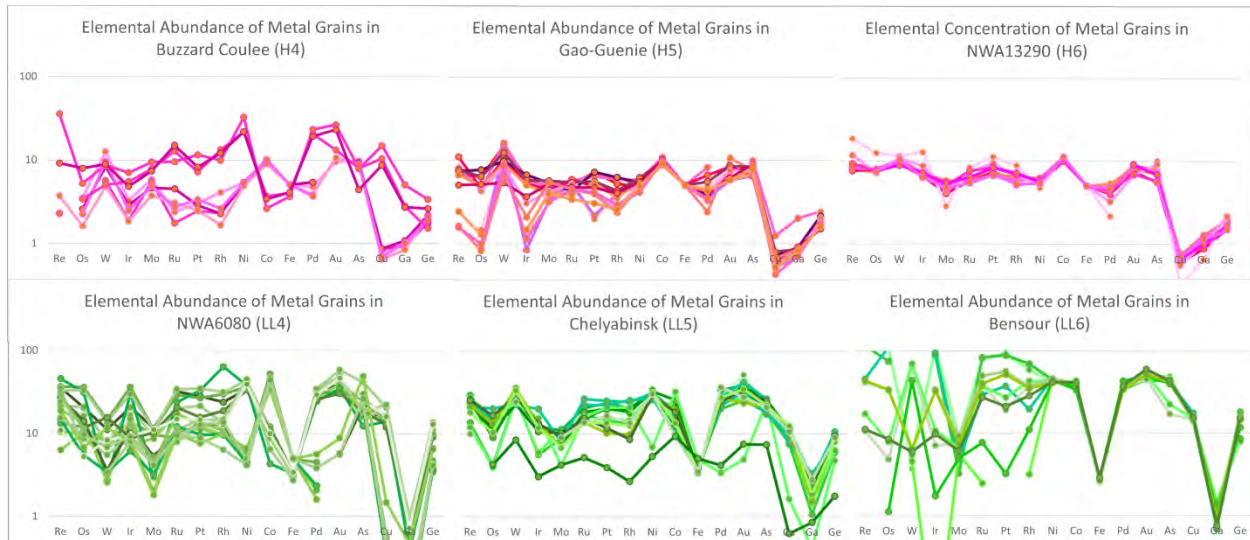 Elemental Abundance of Metal Grains in
Buzzard Coulee (H4)
100
10
1
Re Os W Ir Mo Ru Pt Rh Ni Co Fe Pd Au As Cu Ga Ge
Elemental Abundance of Metal Grains in
Gao-Guenie (H5)
Re Os W Ir Mo Ru Pt Rh Ni Co Fe Pd Au As Cu Ga Ge
Elemental Concentration of Metal Grains in
NWA13290 (H6)
Re Os W Ir Mo Ru Pt Rh Ni Co Fe Pd Au As Cu Ga Ge
Elemental Abundance of Metal Grains in
NWA6080 (LL4)
100
10
1
Re Os W Ir Mo Ru Pt Rh Ni Co Fe Pd Au As Cu Ga Ge
Elemental Abundance of Metal Grains in
Chelyabinsk (LL5)
Re Os W Ir Mo Ru Pt Rh Ni Co Fe Pd Au As Cu Ga Ge
Elemental Abundance of Metal Grains in
Bensour (LL6)
100
10
1
Re Os W Ir Mo Ru Pt Rh Ni Co Fe Pd Au As Cu Ga Ge